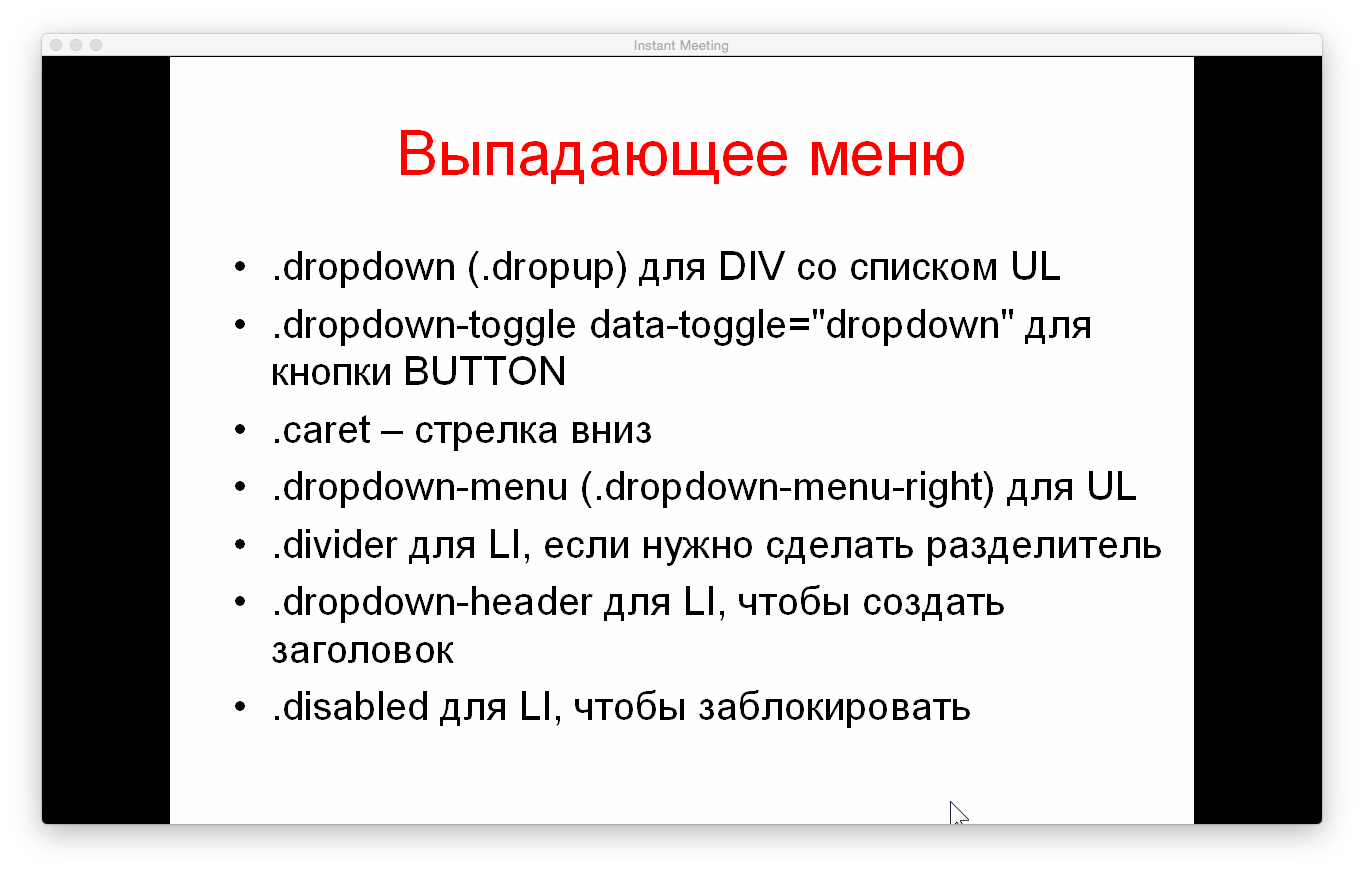 Instant Meeting
Выпадающее меню
• .dropdown (.dropup) для DIV со списком UL
• .dropdown-toggle data-toggle="dropdown" для
кнопки BUTTON
• .caret – стрелка вниз
• .dropdown-menu (.dropdown-menu-right) для UL
• .divider для LI, если нужно сделать разделитель
• .dropdown-header для LI, чтобы создать
заголовок
• .disabled для LI, чтобы заблокировать